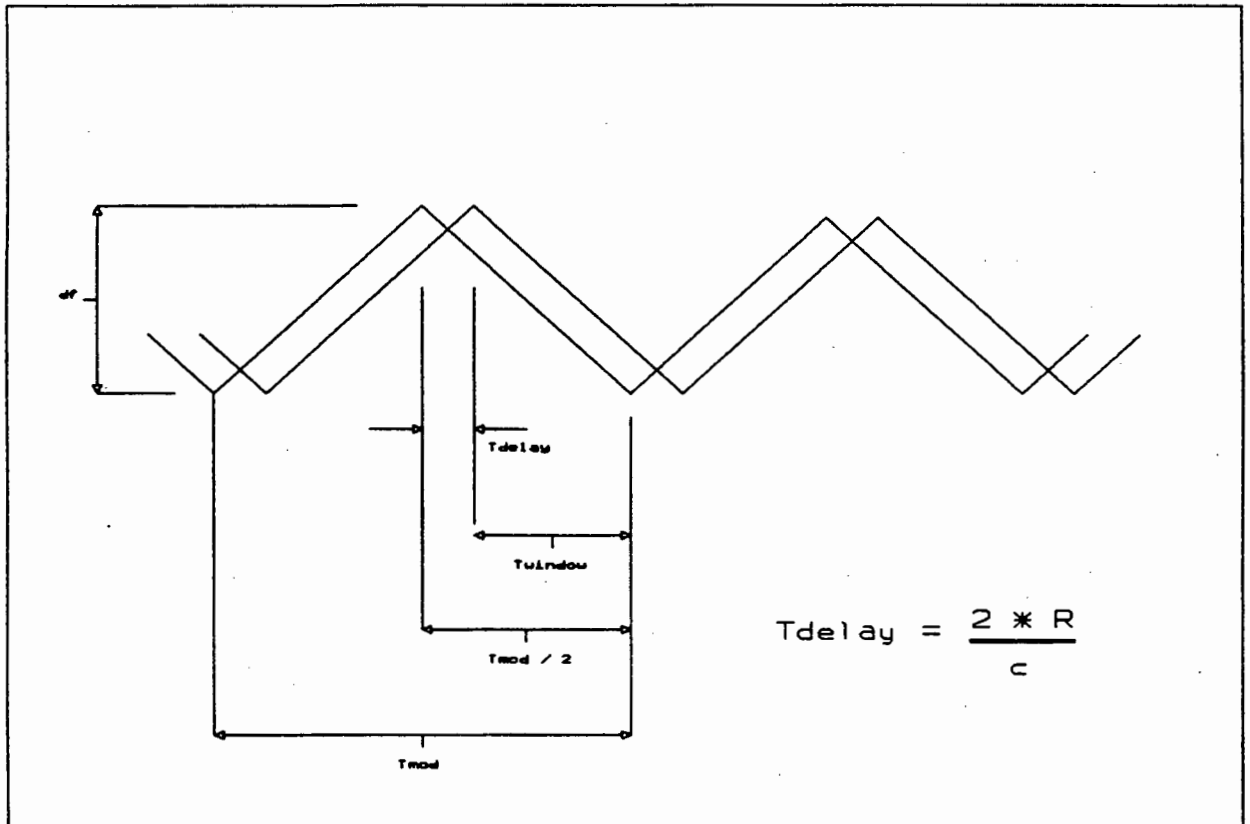 df
Tdelay
Twindow
Tmod / 2
Tdelay = 2 * R
c
Tmod